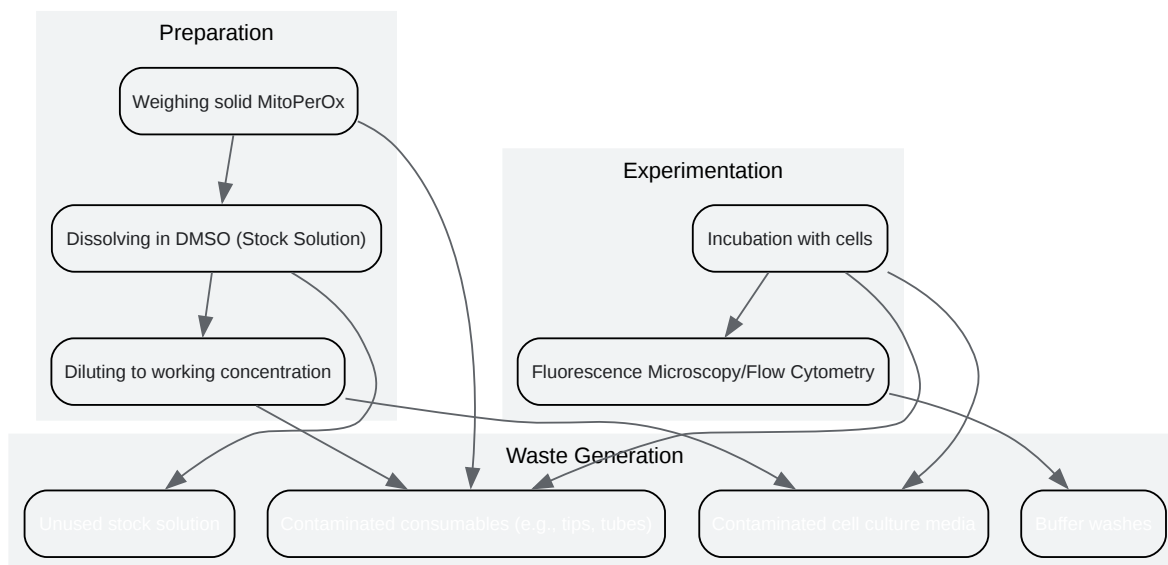 Preparation
Weighing solid MitoPerOx
Experimentation
Dissolving in DMSO (Stock Solution)
Incubation with cells
Diluting to working concentration
Fluorescence Microscopy/Flow Cytometry
Waste Generation
Unused stock solution
Contaminated consumables (e.g., tips, tubes)
Contaminated cell culture media
Buffer washes